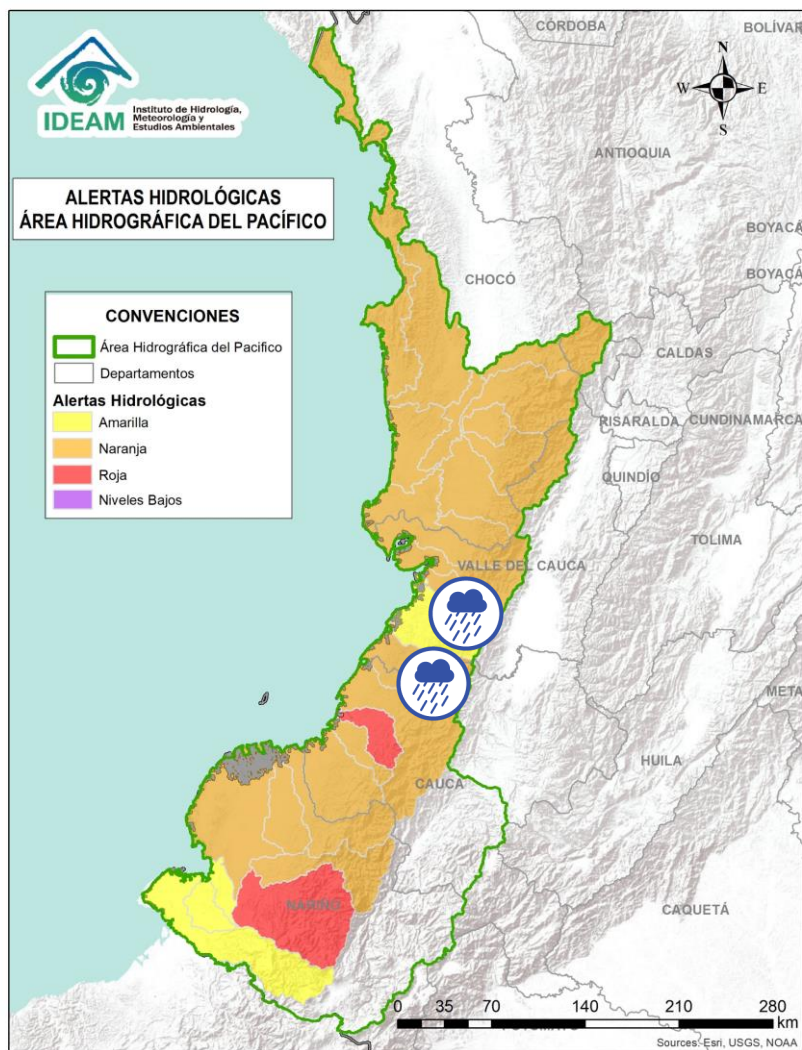 IDEAM
Instituto de Hidrología,
Meteorología y
Estudios Ambientales
ALERTAS HIDROLÓGICAS
ÁREA HIDROGRÁFICA DEL PACÍFICO
CONVENCIONES
Área Hidrográfica del Pacifico
Departamentos
Alertas Hidrológicas
Amarilla
Naranja
Roja
Niveles Bajos
CÓRDOBA
BOLÍVAR
N
W
E
S
ANTIOQUIA
BOYACÁ
BOYACÁ
CHOCÓ
CALDAS
RISARALDA
CUNDINAMARCA
QUINDÍO
TOLIMA
VALLE DEL CAUCA
META
HUILA
CAUCA
NARIÑO
CAQUETÁ
0 35 70 140 210 280
km
Sources: Esri, USGS, NOAA